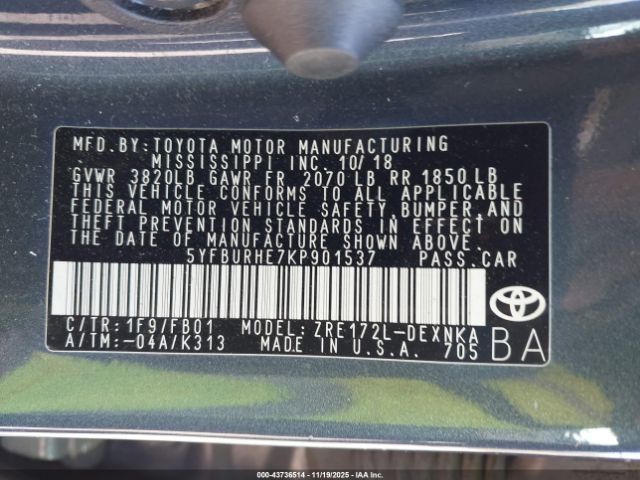 MFD. BY: TOYOTA MOTOR MANUFACTURING
MISSISSIPPI INC. 10/18
GVWR 3820LB GAWR FR 2070 LB RR 1850 LB
THIS VEHICLE CONFORMS TO ALL APPLICABLE
FEDERAL MOTOR VEHICLE SAFETY, BUMPER, AND
THEFT PREVENTION STANDARDS IN EFFECT ON
THE DATE OF MANUFACTURE SHOWN ABOVE.
5YFBURHE7KP901537 PASS. CAR
C/TR: 1F9/FB01 MODEL: ZRE172L-DEXNKA
A/TM: -04A/K313 MADE IN U.S.A. 705
BA
000-43736514 - 11/19/2025 - IAA Inc.